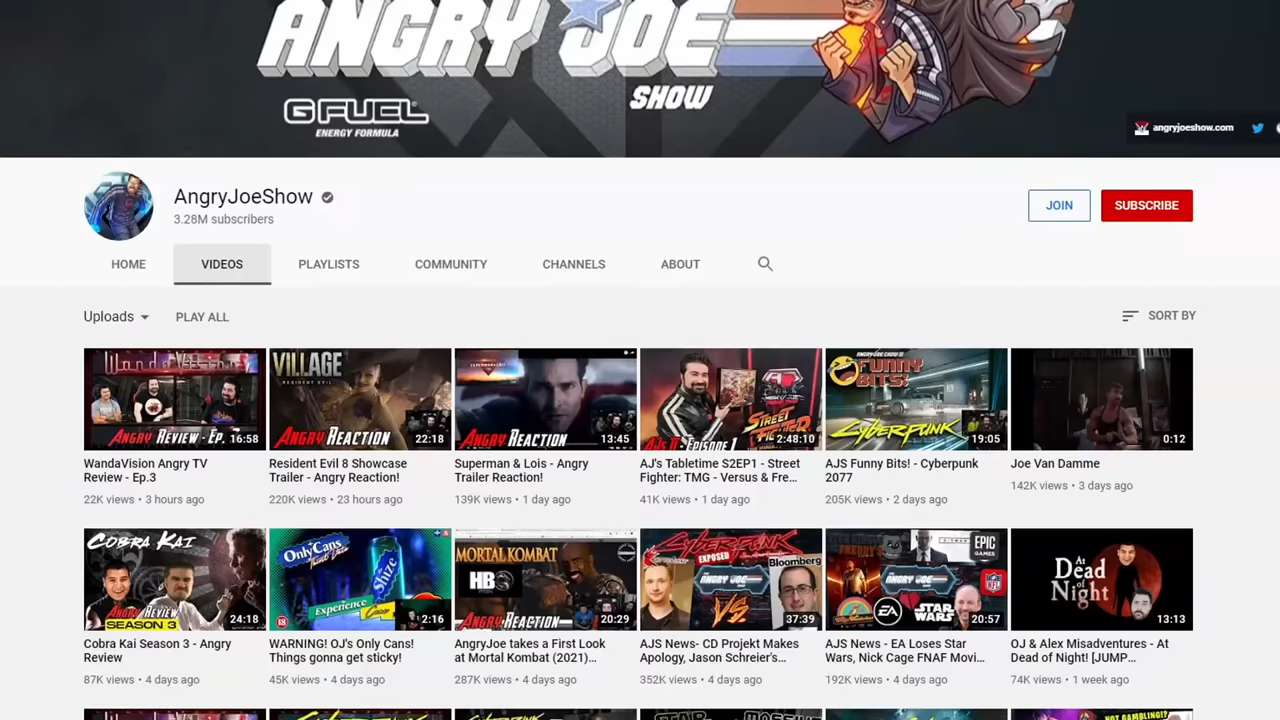 ANGRY JOE
SHOW
G FUEL
ENERGY FORMULA
angryjoeshow.com
AngryJoeShow
3.28M subscribers
JOIN
SUBSCRIBE
HOME
VIDEOS
PLAYLISTS
COMMUNITY
CHANNELS
ABOUT
Uploads
PLAY ALL
SORT BY
WandaVision
ANGRY REVIEW - EP.
16:58
VILLAGE
RESIDENT EVIL
ANGRY REACTION
22:18
ANGRY REACTION
13:45
STREET
FIGHTER
AJ's TT - EPISODE 1
2:48:10
FUNNY
BITS!
CYBERPUNK
19:05
0:12
WandaVision Angry TV
Review - Ep.3
22K views • 3 hours ago
Resident Evil 8 Showcase
Trailer - Angry Reaction!
220K views • 23 hours ago
Superman & Lois - Angry
Trailer Reaction!
139K views • 1 day ago
AJ's Tabletime S2EP1 - Street
Fighter: TMG - Versus & Fre...
41K views • 1 day ago
AJS Funny Bits! - Cyberpunk
2077
205K views • 2 days ago
Joe Van Damme
142K views • 3 days ago
COBRA KAI
ANGRY REVIEW
SEASON 3
24:18
OnlyCans
Thirst Date
Shize
Experience
18
2:16
MORTAL KOMBAT
HB
ANGRY REACTION
20:29
CYBERPUNK
EXPOSED
Bloomberg
ANGRY JOE
VS
37:39
EPIC
GAMES
ANGRY JOE
NFL
EA
STAR
WARS
20:57
At
Dead
of
Night
13:13
Cobra Kai Season 3 - Angry
Review
87K views • 4 days ago
WARNING! OJ's Only Cans!
Things gonna get sticky!
45K views • 4 days ago
AngryJoe takes a First Look
at Mortal Kombat (2021)...
287K views • 4 days ago
AJS News- CD Projekt Makes
Apology, Jason Schreier's...
352K views • 4 days ago
AJS News - EA Loses Star
Wars, Nick Cage FNAF Movi...
192K views • 4 days ago
OJ & Alex Misadventures - At
Dead of Night! [JUMP...
74K views • 1 week ago
NOT GAMBLING!?